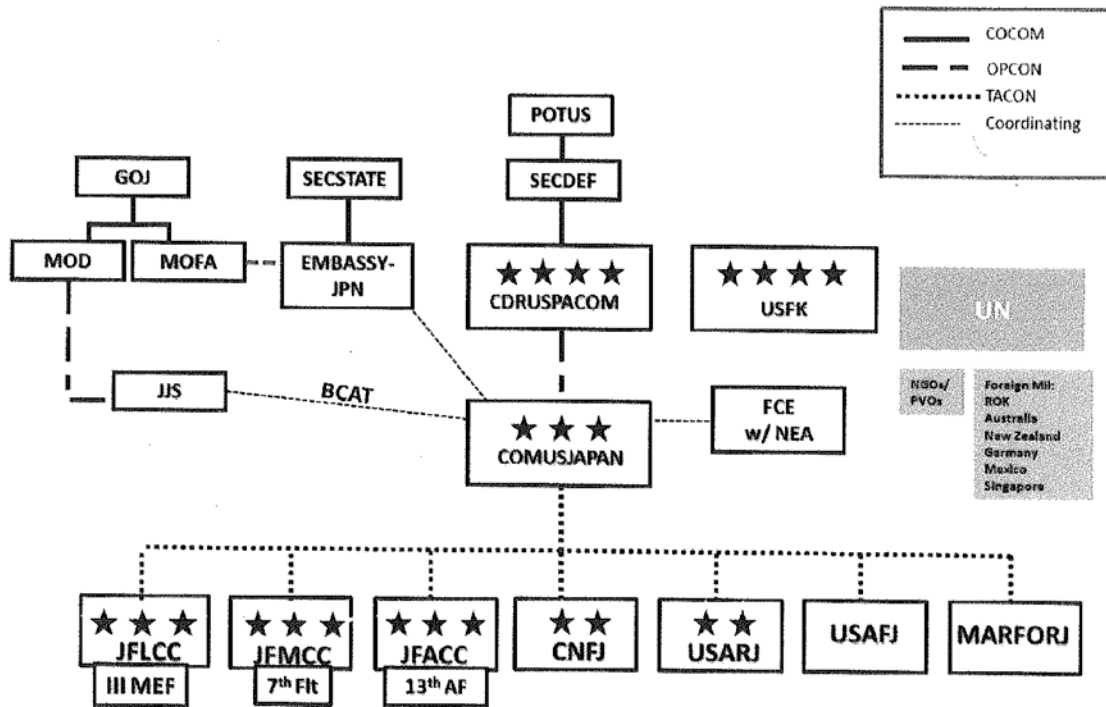 COCOM
OPCON
TACON
Coordinating
POTUS
SECDEF
GOJ
SECSTATE
MOD
MOFA
EMBASSY-
JPN
CDRUSPACOM
USFK
UN
JJS
BCAT
COMUSJAPAN
FCE
w/ NEA
NGOs/
PVOs
Foreign Mil:
ROK
Australia
New Zealand
Germany
Mexico
Singapore
JFLCC
III MEF
JFMCC
7th Flt
JFACC
13th AF
CNFJ
USARJ
USAFJ
MARFORJ